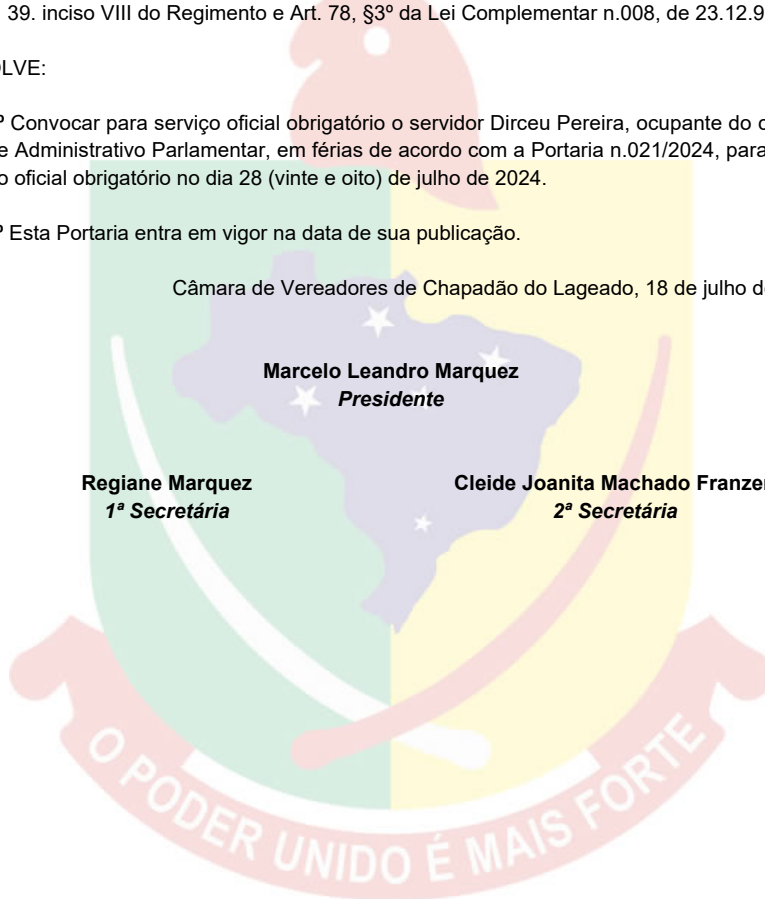 39. inciso VIII do Regimento e Art. 78, §3º da Lei Complementar n.008, de 23.12.9
OLVE:
º Convocar para serviço oficial obrigatório o servidor Dirceu Pereira, ocupante do c
e Administrativo Parlamentar, em férias de acordo com a Portaria n.021/2024, para
o oficial obrigatório no dia 28 (vinte e oito) de julho de 2024.
º Esta Portaria entra em vigor na data de sua publicação.
Câmara de Vereadores de Chapadão do Lageado, 18 de julho d
Marcelo Leandro Marquez
Presidente
Regiane Marquez Cleide Joanita Machado Franze
1ª Secretária 2ª Secretária
O PODER UNIDO É MAIS FORTE